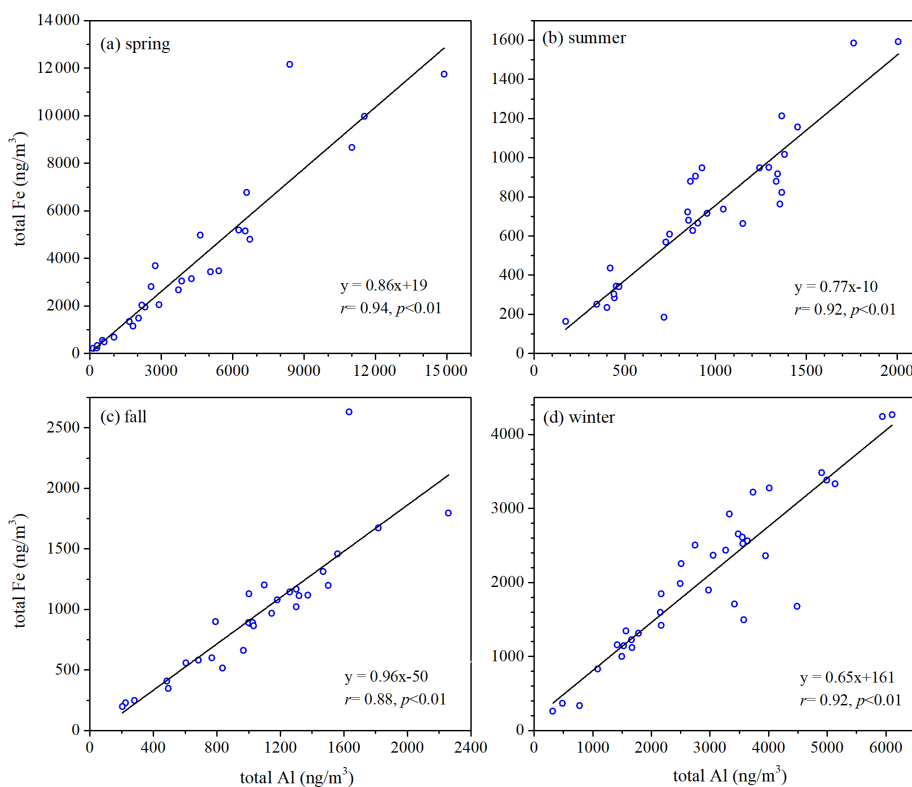 (a) spring
14000
12000
10000
8000
6000
4000
2000
0
0 3000 6000 9000 12000 15000
total Fe (ng/m³)
y = 0.86x+19
r= 0.94, p<0.01
(b) summer
1600
1400
1200
1000
800
600
400
200
0
500 1000 1500 2000
y = 0.77x-10
r= 0.92, p<0.01
(c) fall
2500
2000
1500
1000
500
0
0 400 800 1200 1600 2000 2400
total Fe (ng/m³)
total Al (ng/m³)
y = 0.96x-50
r= 0.88, p<0.01
(d) winter
4000
3000
2000
1000
0
0 1000 2000 3000 4000 5000 6000
total Al (ng/m³)
y = 0.65x+161
r= 0.92, p<0.01